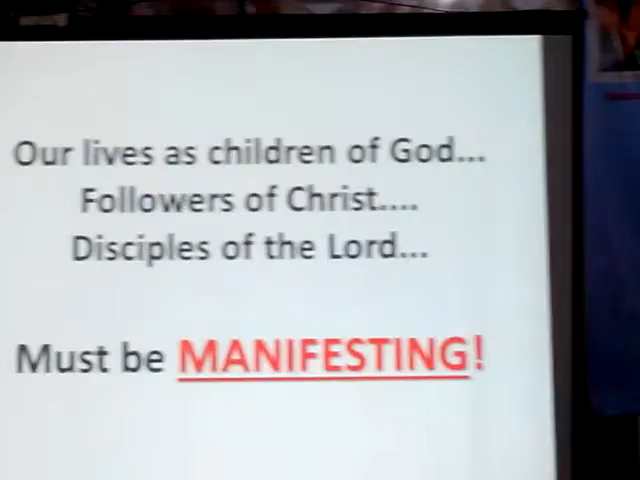 Our lives as children of God...
Followers of Christ....
Disciples of the Lord...
Must be MANIFESTING!